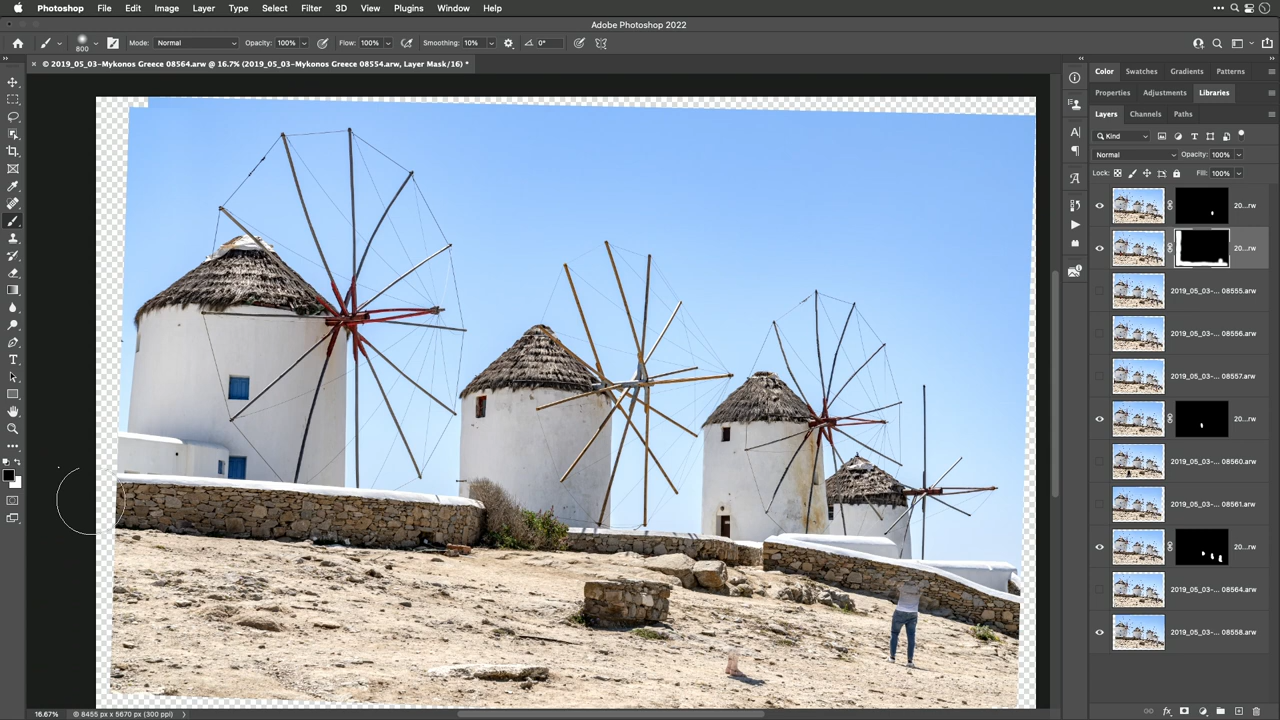 Photoshop File Edit Image Layer Type Select Filter 3D View Plugins Window Help
Adobe Photoshop 2022
800 Mode: Normal Opacity: 100% Flow: 100% Smoothing: 10% 0°
© 2019_05_03-Mykonos Greece 08564.arw @ 16.7% (2019_05_03-Mykonos Greece 08554.arw, Layer Mask/16) *
Color Swatches Gradients Patterns
Properties Adjustments Libraries
Layers Channels Paths
Kind
Normal Opacity: 100%
Lock: Fill: 100%
20...rw
20...rw
2019_05_03-... 08555.arw
2019_05_03-... 08556.arw
2019_05_03-... 08557.arw
20...rw
2019_05_03-... 08560.arw
2019_05_03-... 08561.arw
20...rw
2019_05_03-... 08564.arw
2019_05_03-... 08558.arw
16.67% © 8455 px x 5670 px (300 ppi)